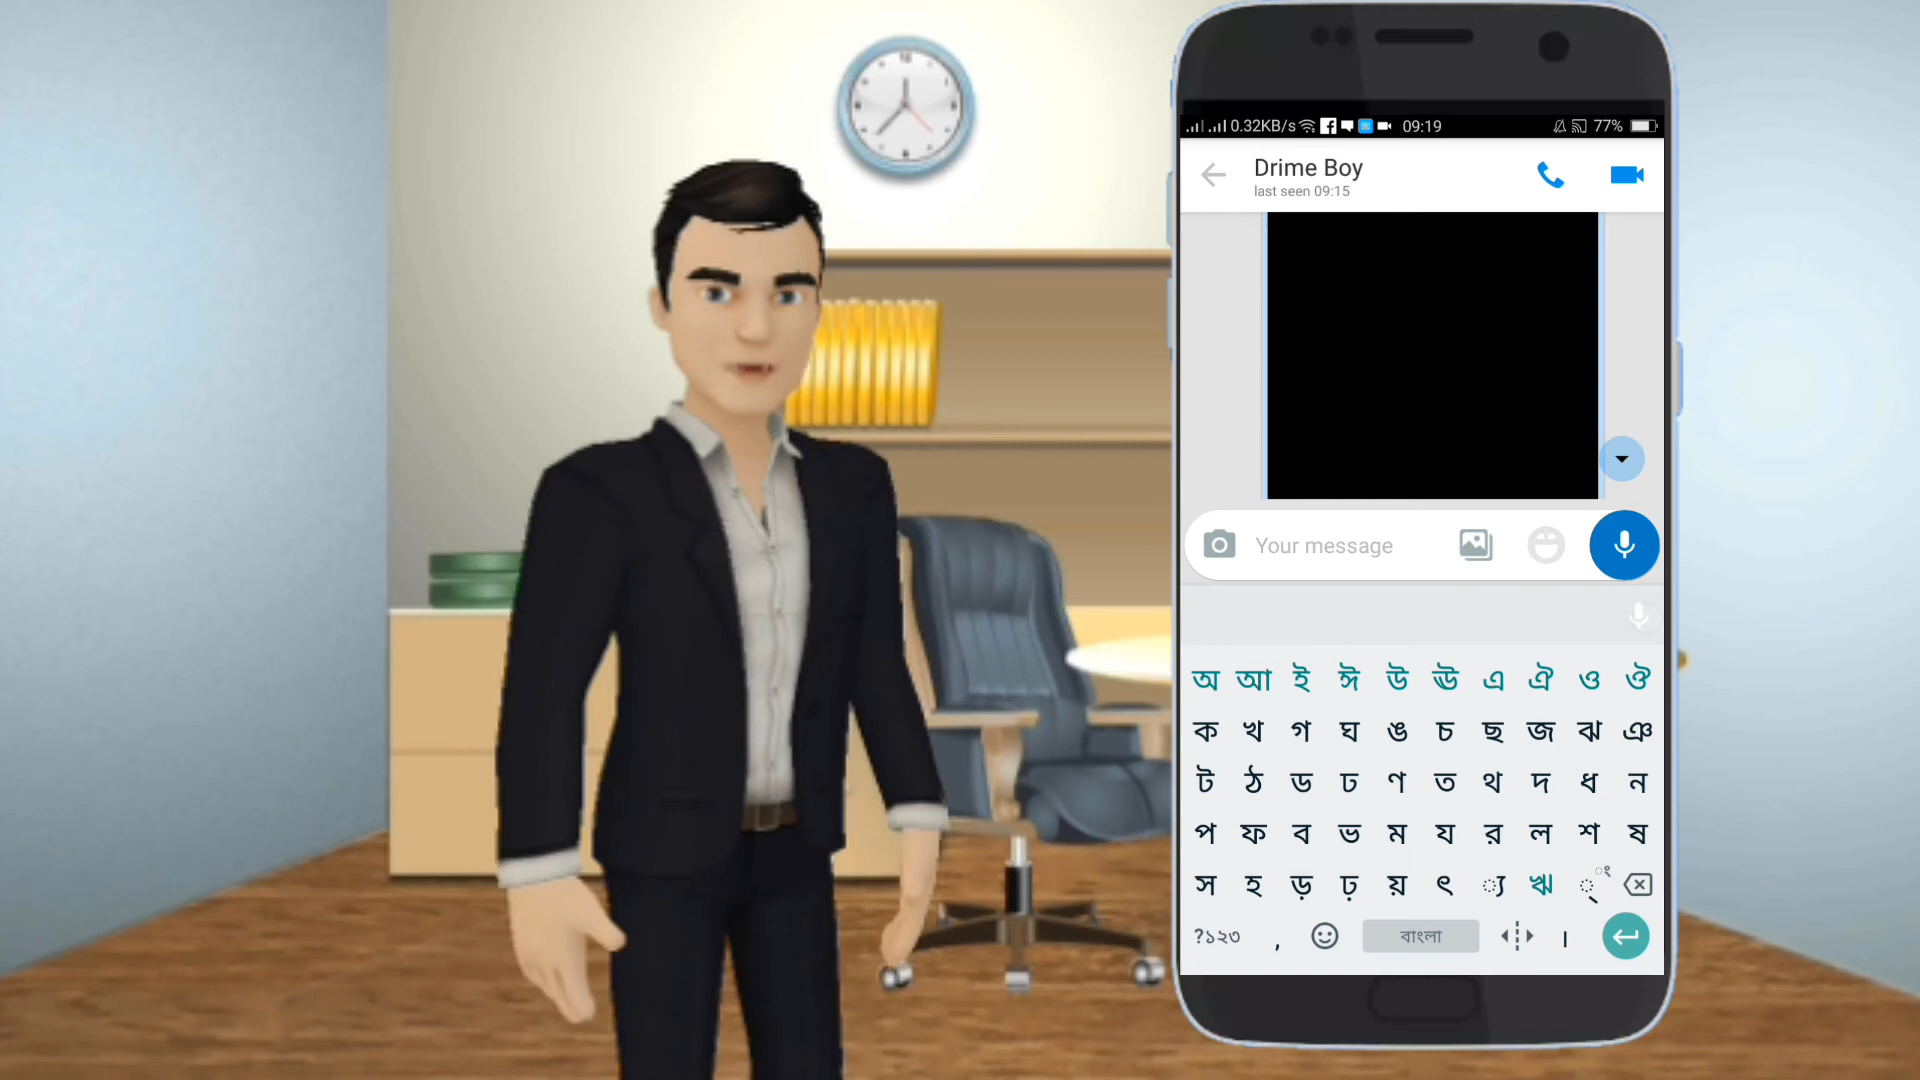 0.32KB/s 09:19 77%
Drime Boy
last seen 09:15
Your message
অ আ ই ঈ উ ঊ এ ঐ ও ঔ
ক খ গ ঘ ঙ চ ছ জ ঝ ঞ
ট ঠ ড ঢ ণ ত থ দ ধ ন
প ফ ব ভ ম য র ল শ ষ
স হ ড় ঢ় য় ৎ ্য ঋ ্ ং
?১২৩ , বাংলা ।